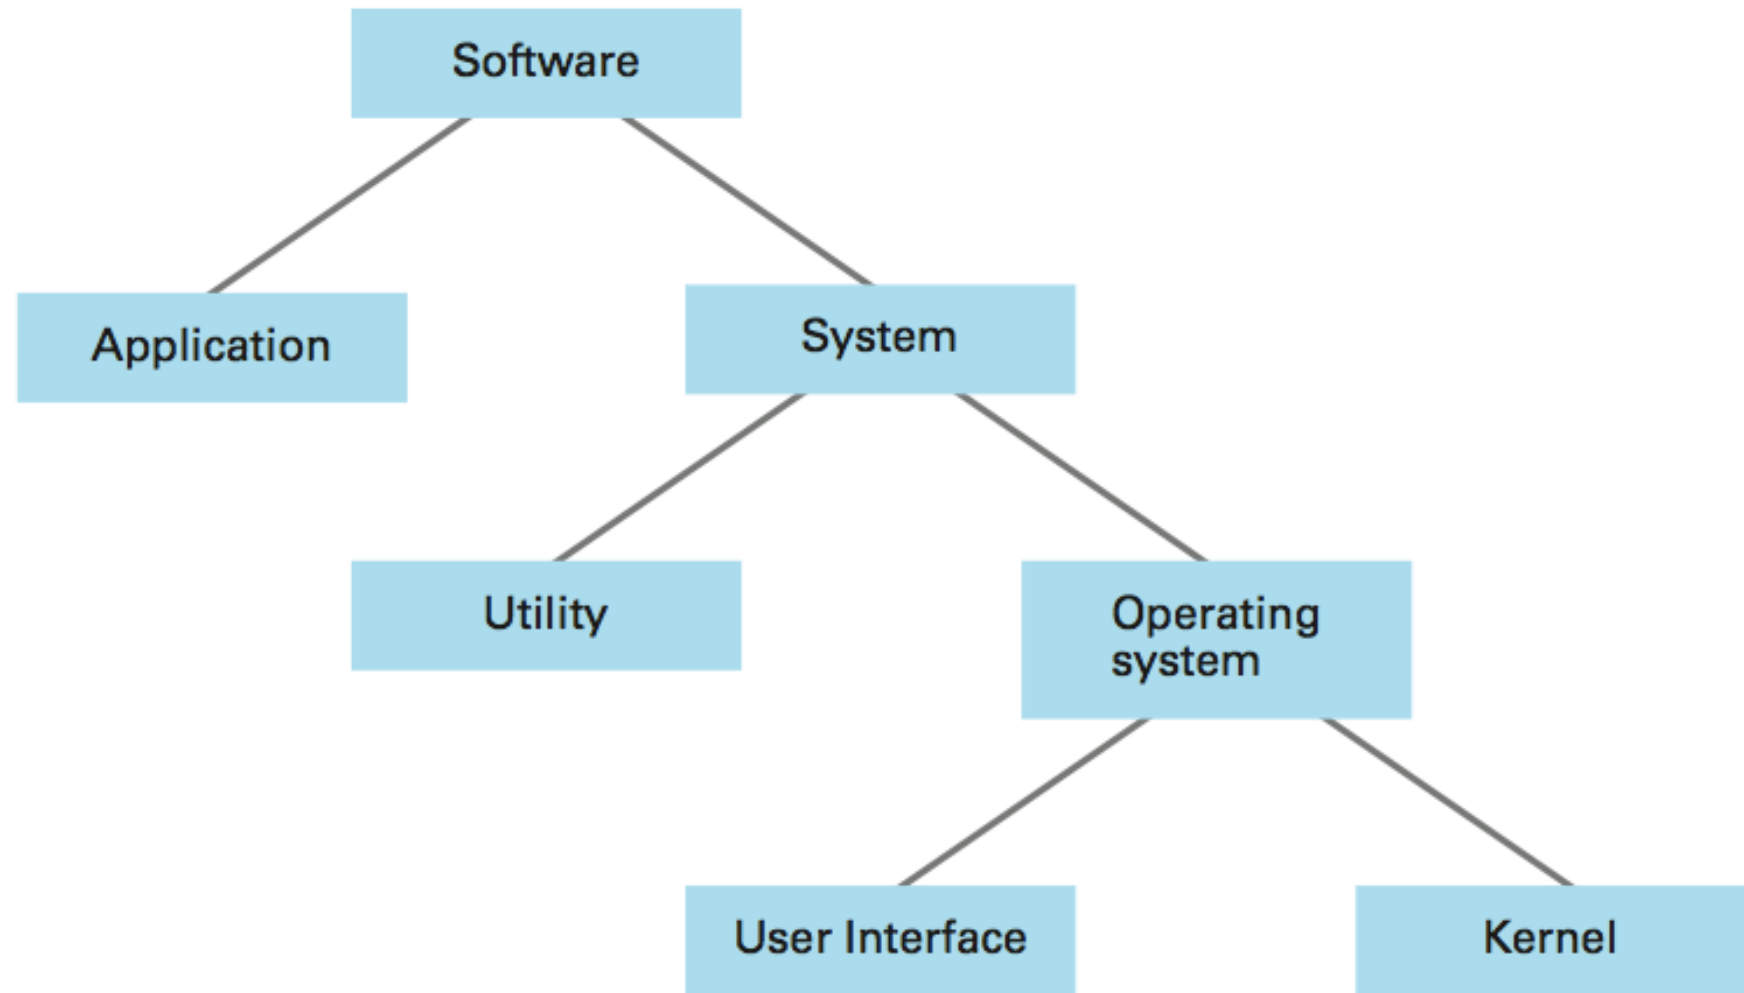 Software
Application
System
Utility
Operating
system
User Interface
Kernel